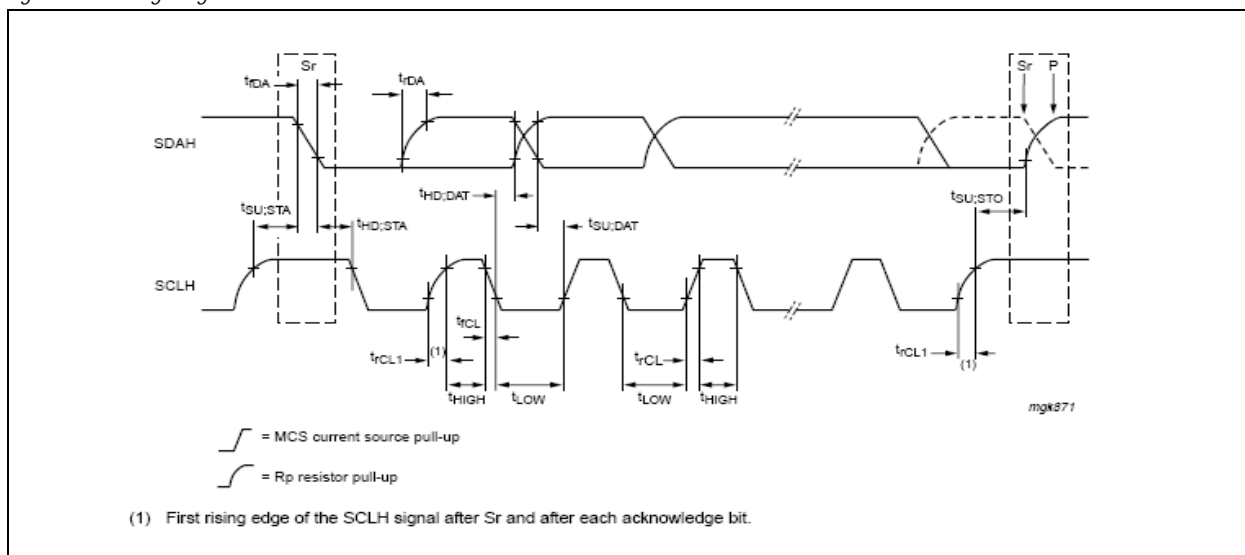 Sr
Sr
P
tfDA
trDA
SDAH
tHD;DAT
tSU;STO
tSU;STA
tHD;STA
tSU;DAT
SCLH
tfCL
trCL1
(1)
trCL
trCL1
(1)
tHIGH
tLOW
tLOW
tHIGH
mgk871
= MCS current source pull-up
= Rp resistor pull-up
(1) First rising edge of the SCLH signal after Sr and after each acknowledge bit.